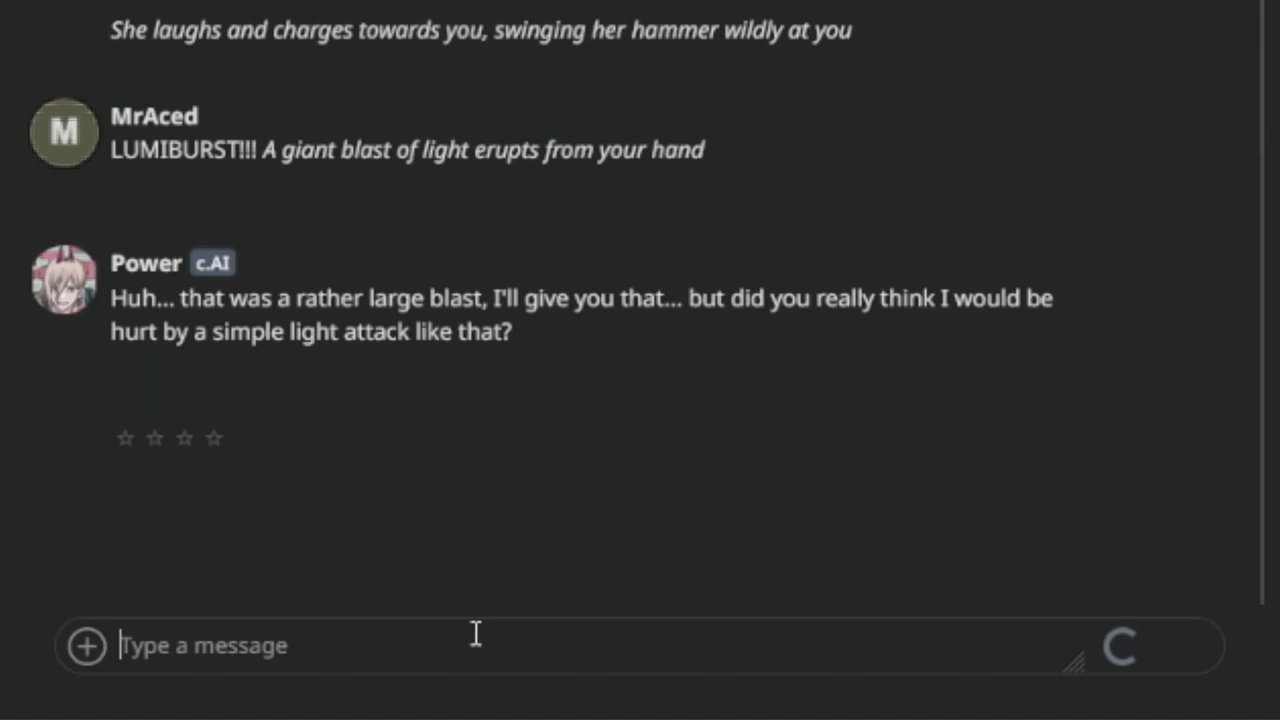 She laughs and charges towards you, swinging her hammer wildly at you
M
MrAced
LUMIBURST!!! A giant blast of light erupts from your hand
Power c.AI
Huh... that was a rather large blast, I'll give you that... but did you really think I would be
hurt by a simple light attack like that?
Type a message